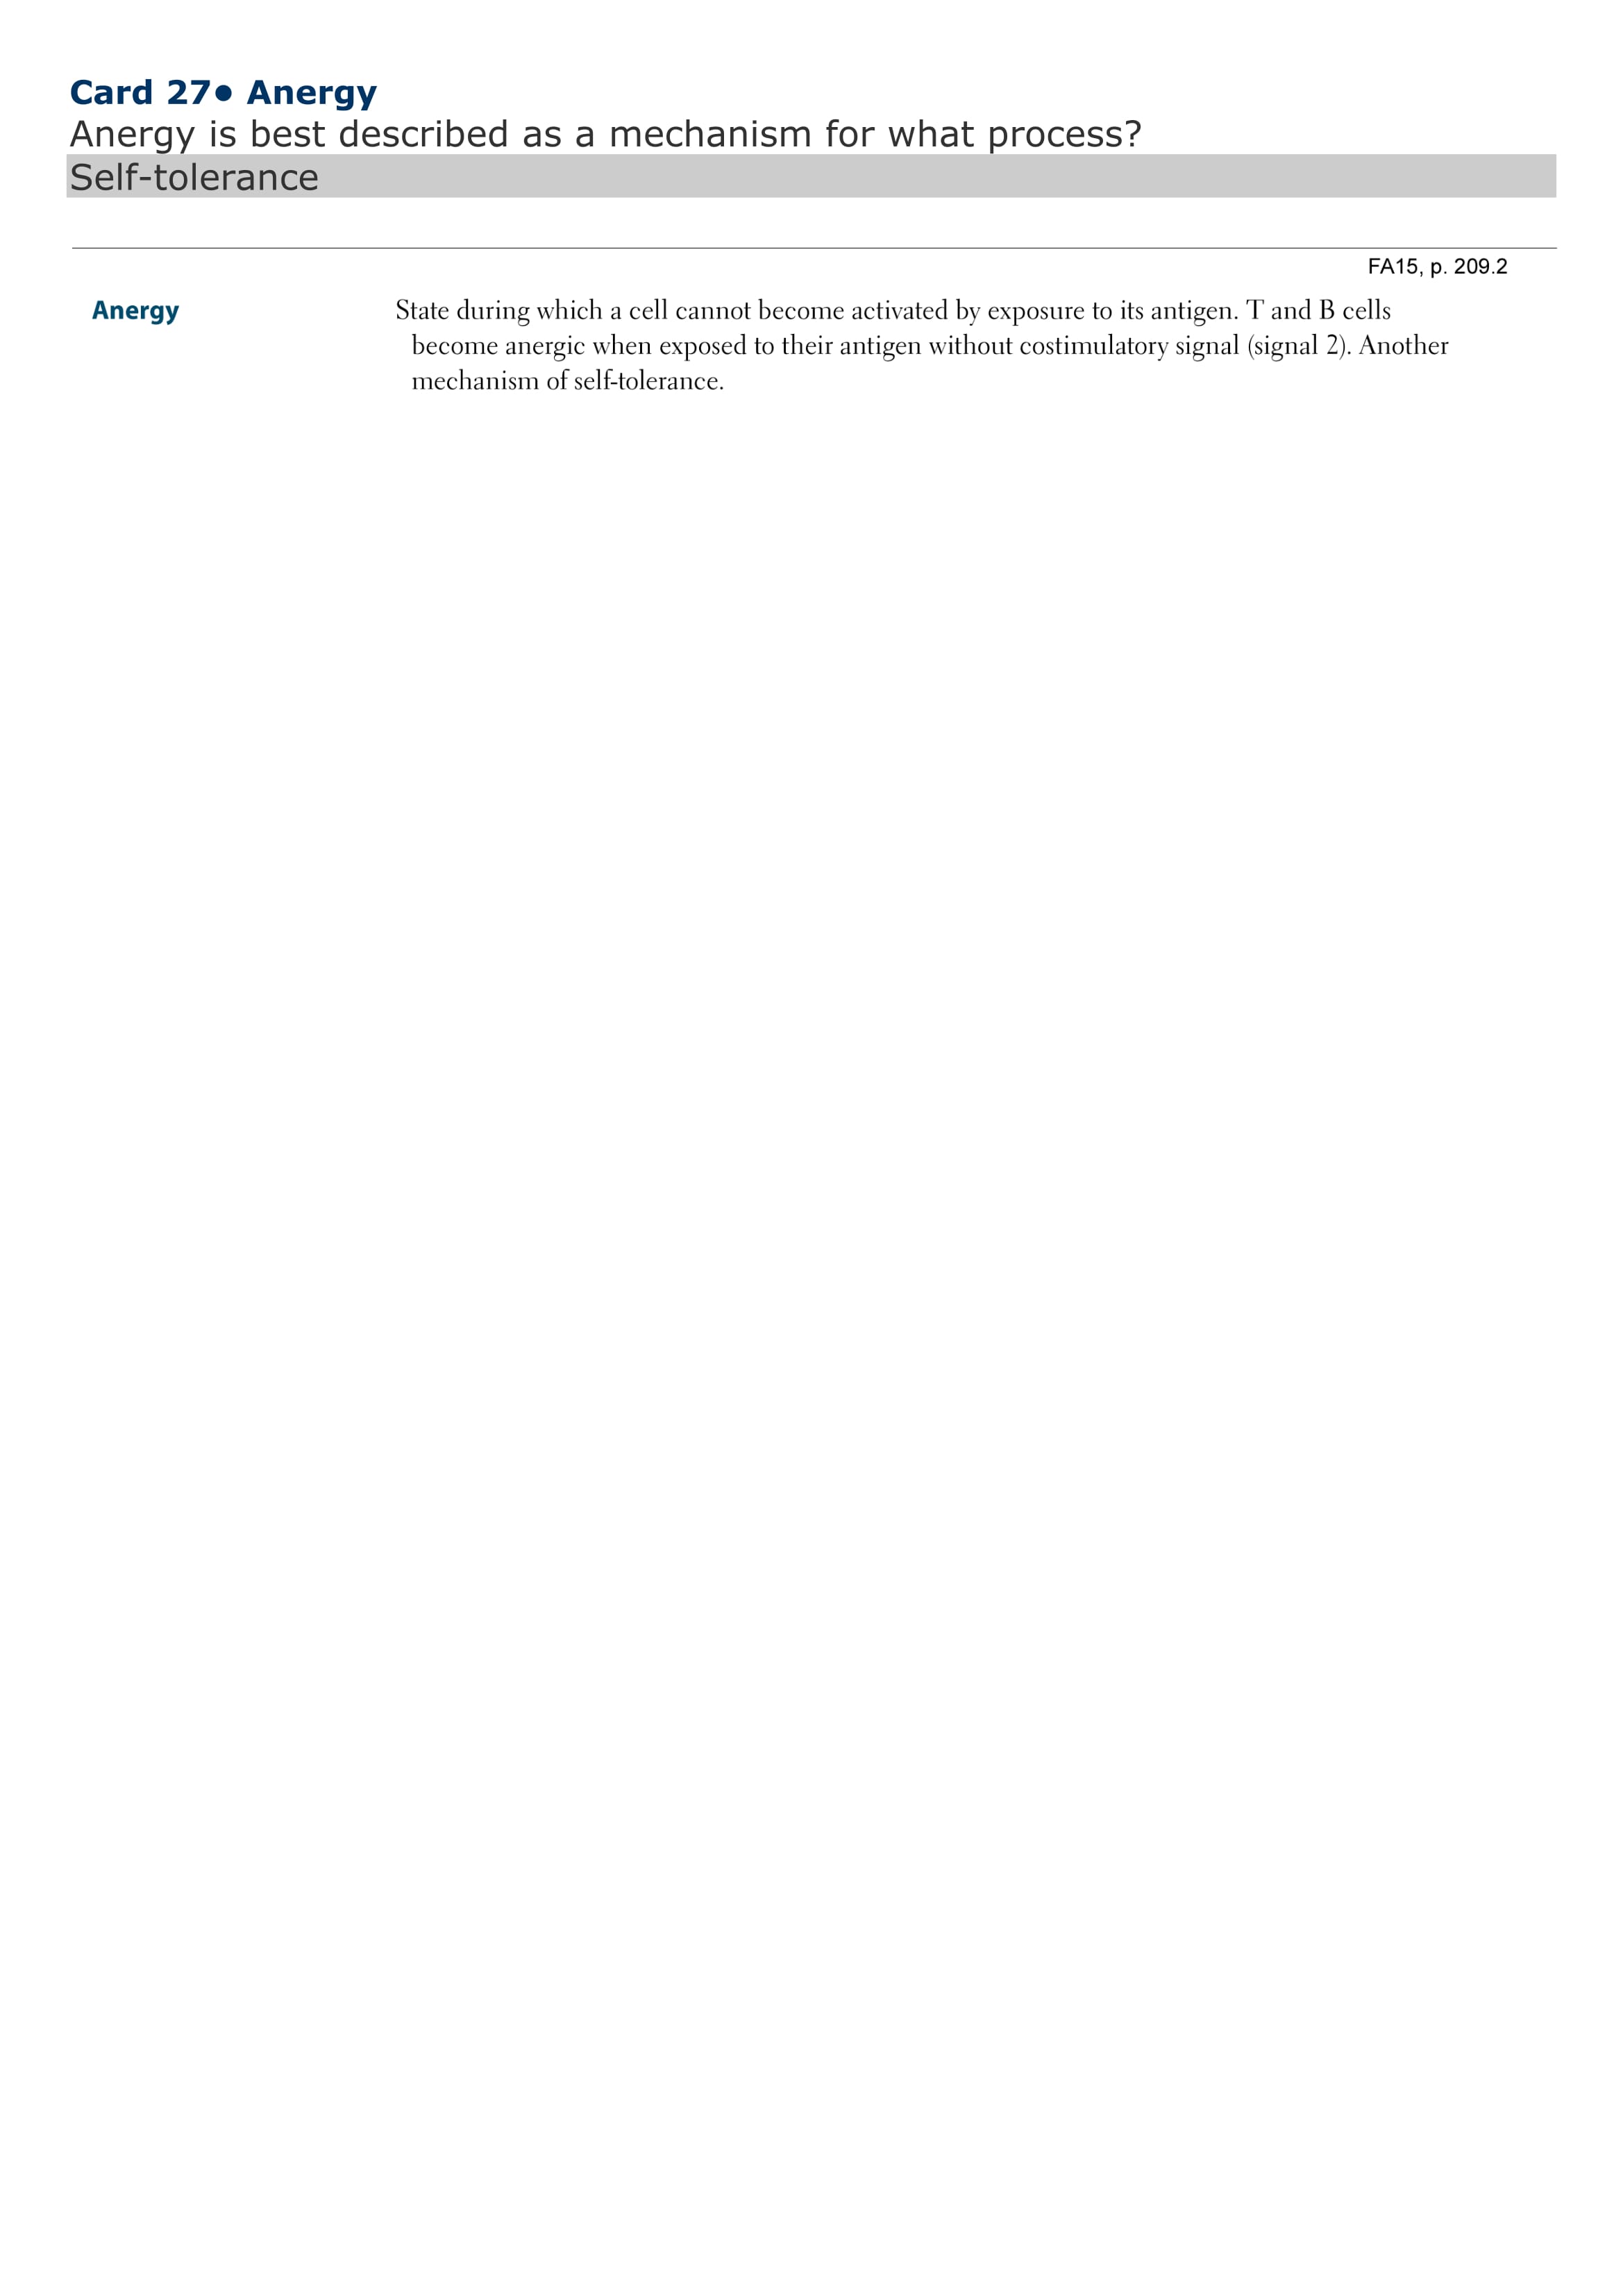 Card 27● Anergy
Anergy is best described as a mechanism for what process?
Self-tolerance
FA15, p. 209.2
Anergy State during which a cell cannot become activated by exposure to its antigen. T and B cells
become anergic when exposed to their antigen without costimulatory signal (signal 2). Another
mechanism of self-tolerance.